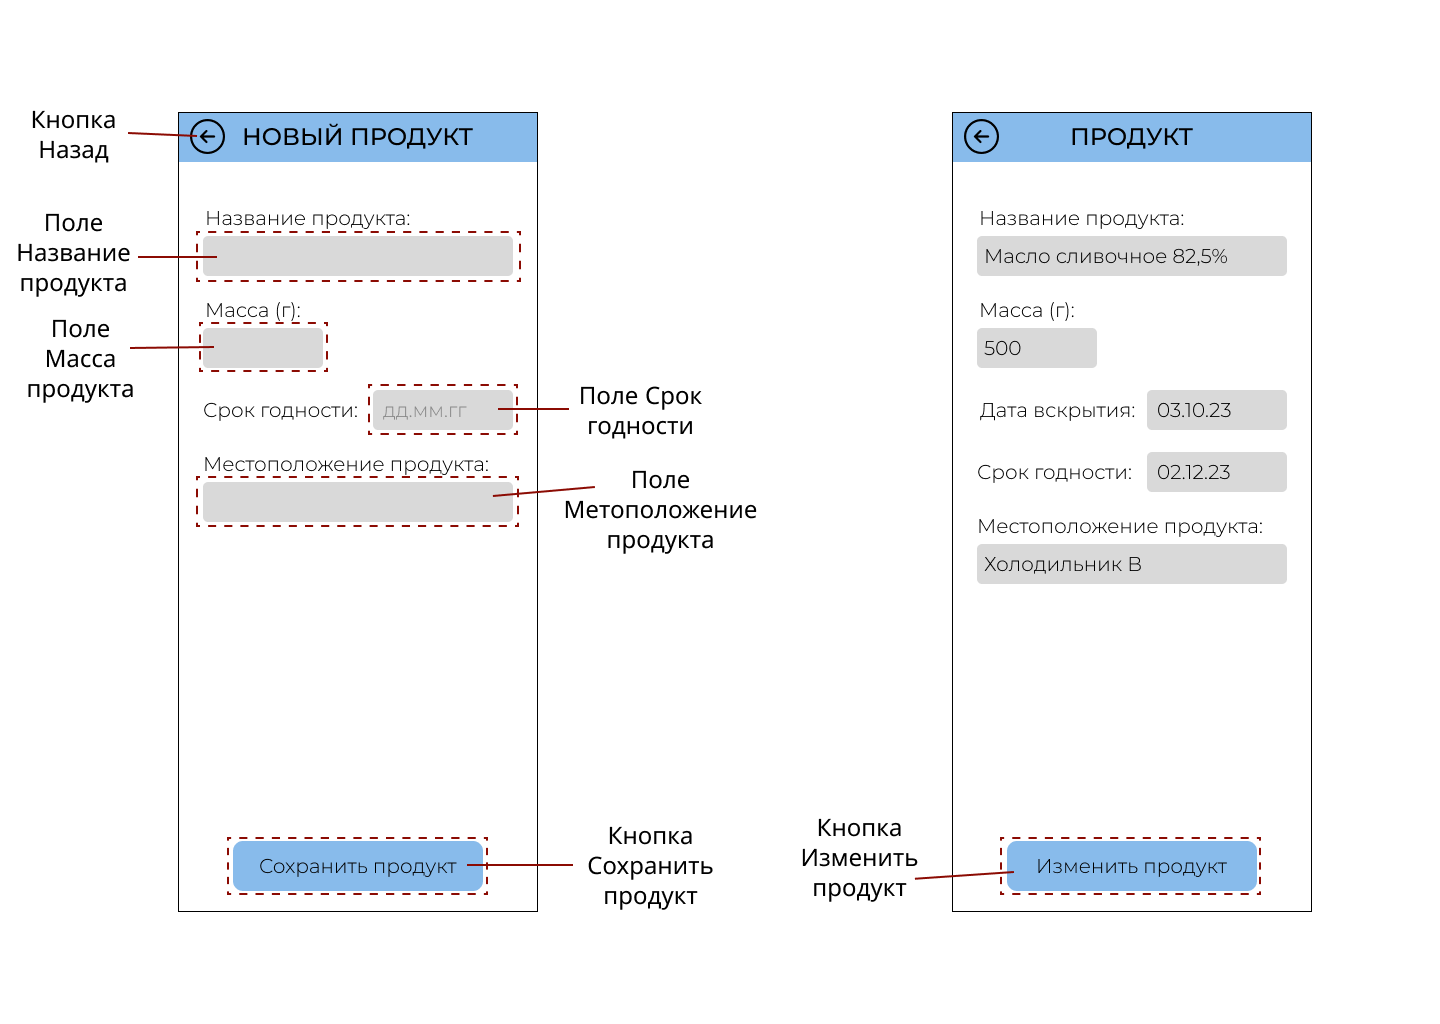 Кнопка
Назад
Поле
Название
продукта
Поле
Масса
продукта
НОВЫЙ ПРОДУКТ
Название продукта:
Масса (г):
Срок годности:
дд.мм.гг
Местоположение продукта:
Сохранить продукт
Поле Срок
годности
Поле
Метоположение
продукта
Кнопка
Сохранить
продукт
ПРОДУКТ
Название продукта:
Масло сливочное 82,5%
Масса (г):
500
Дата вскрытия:
03.10.23
Срок годности:
02.12.23
Местоположение продукта:
Холодильник В
Кнопка
Изменить
продукт
Изменить продукт